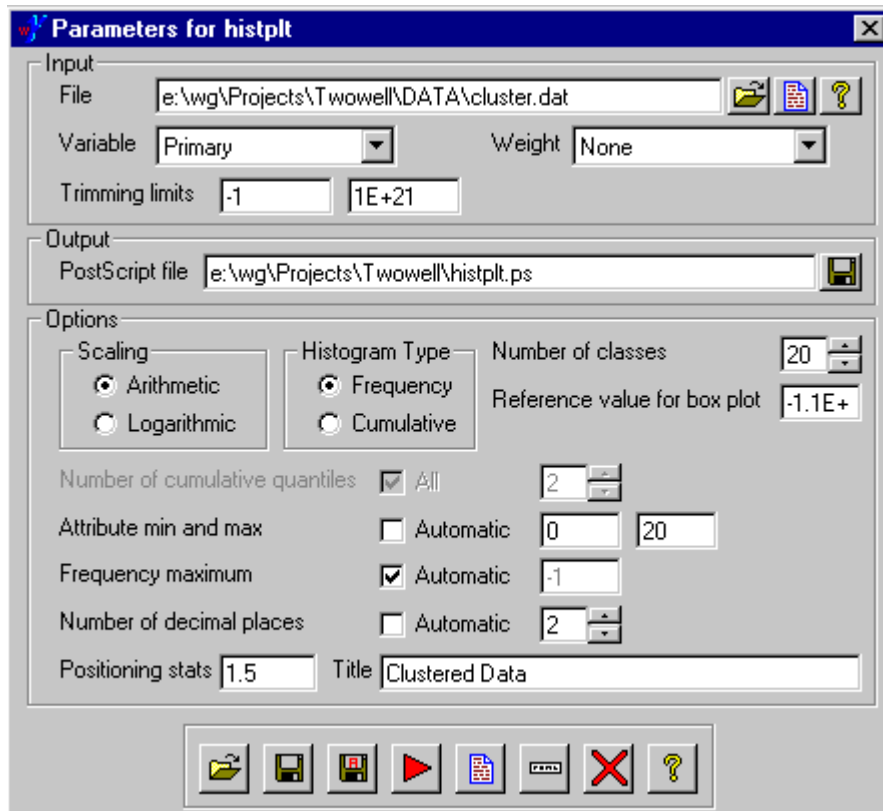 Parameters for histplt
Input
File e:\wg\Projects\Twowell\DATA\cluster.dat
Variable Primary Weight None
Trimming limits -1 1E+21
Output
PostScript file e:\wg\Projects\Twowell\histplt.ps
Options
Scaling Histogram Type Number of classes 20
Arithmetic Frequency Reference value for box plot -1.1E+
Logarithmic Cumulative
Number of cumulative quantiles All 2
Attribute min and max Automatic 0 20
Frequency maximum Automatic -1
Number of decimal places Automatic 2
Positioning stats 1.5 Title Clustered Data